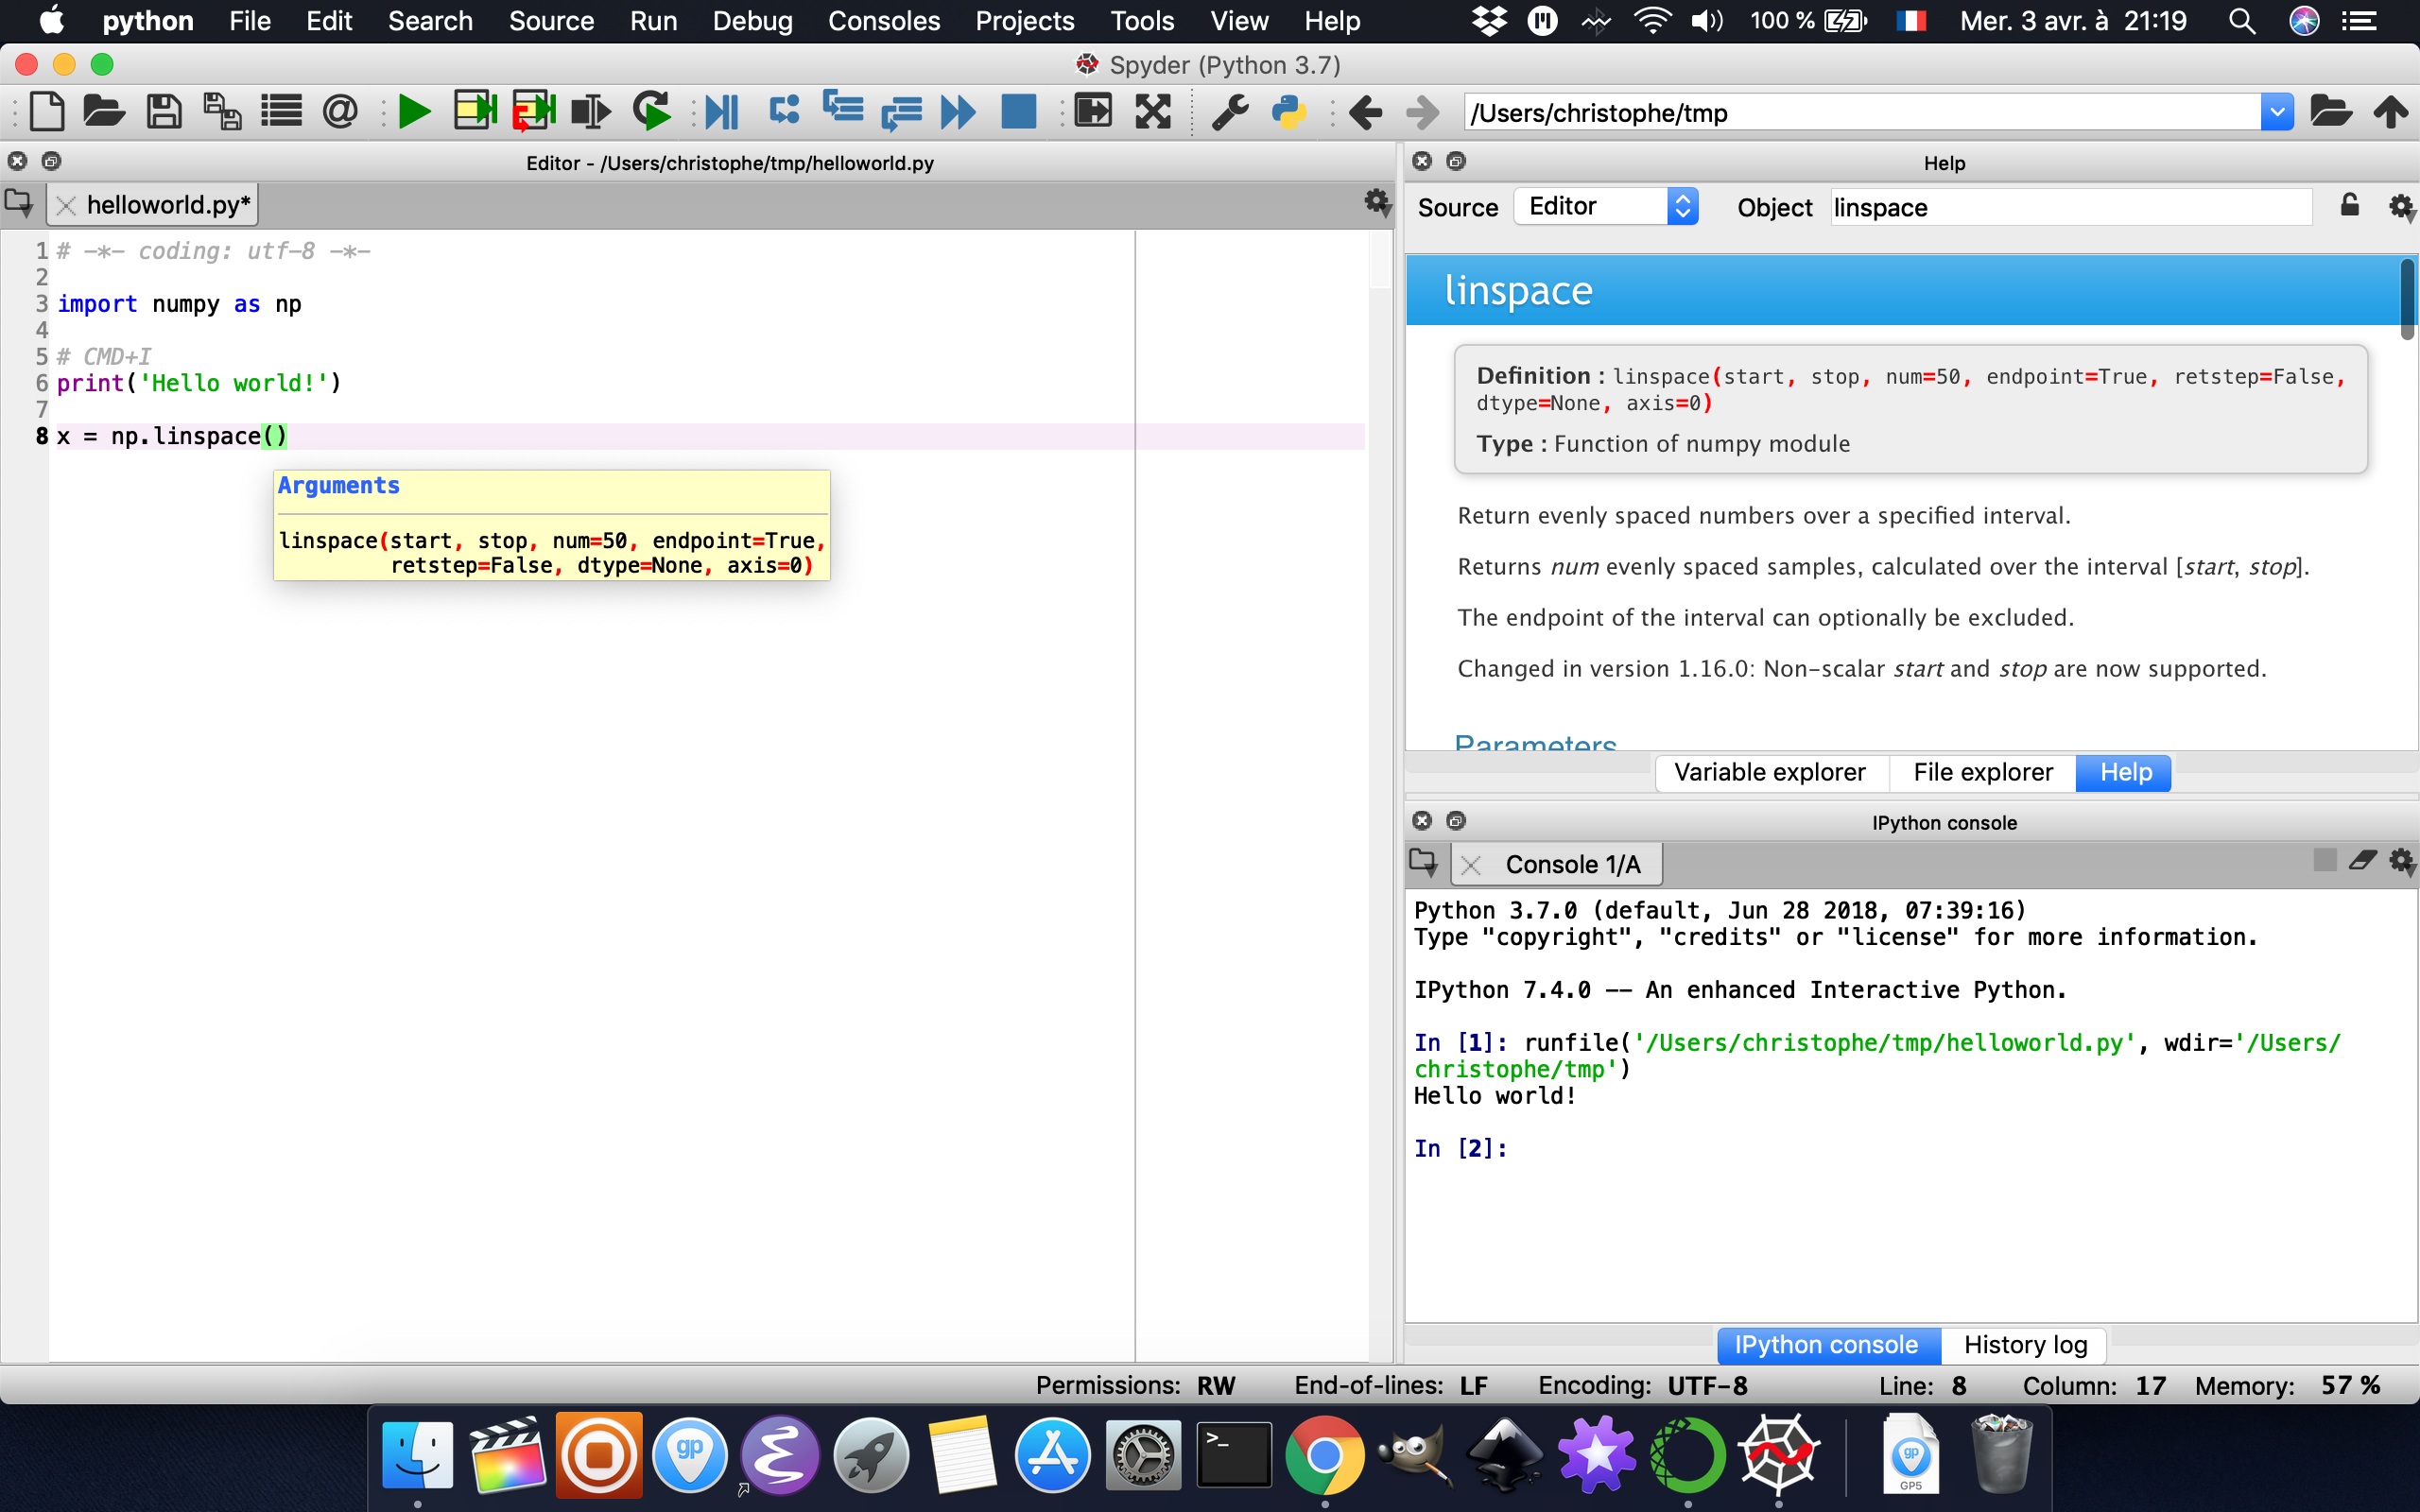 python File Edit Search Source Run Debug Consoles Projects Tools View Help 100 % Mer. 3 avr. à 21:19
Spyder (Python 3.7)
/Users/christophe/tmp
Editor - /Users/christophe/tmp/helloworld.py
helloworld.py*
1 # -*- coding: utf-8 -*-
2
3 import numpy as np
4
5 # CMD+I
6 print('Hello world!')
7
8 x = np.linspace()
Arguments
linspace(start, stop, num=50, endpoint=True,
retstep=False, dtype=None, axis=0)
Help
Source Editor Object linspace
linspace
Definition : linspace(start, stop, num=50, endpoint=True, retstep=False,
dtype=None, axis=0)
Type : Function of numpy module
Return evenly spaced numbers over a specified interval.
Returns num evenly spaced samples, calculated over the interval [start, stop].
The endpoint of the interval can optionally be excluded.
Changed in version 1.16.0: Non-scalar start and stop are now supported.
Parameters
Variable explorer File explorer Help
IPython console
Console 1/A
Python 3.7.0 (default, Jun 28 2018, 07:39:16)
Type "copyright", "credits" or "license" for more information.
IPython 7.4.0 -- An enhanced Interactive Python.
In [1]: runfile('/Users/christophe/tmp/helloworld.py', wdir='/Users/
christophe/tmp')
Hello world!
In [2]:
IPython console History log
Permissions: RW End-of-lines: LF Encoding: UTF-8 Line: 8 Column: 17 Memory: 57 %
gp >_ gp
GP5